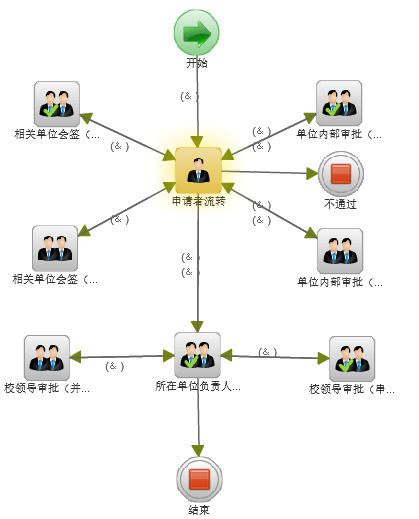 开始
(& )
相关单位会签（...
单位内部审批（...
(& )
(& )
(& )
申请者流转
不通过
(& )
(& )
(& )
相关单位会签（...
单位内部审批（...
(& )
(& )
校领导审批（并...
(& )
所在单位负责人...
(& )
校领导审批（串...
结束